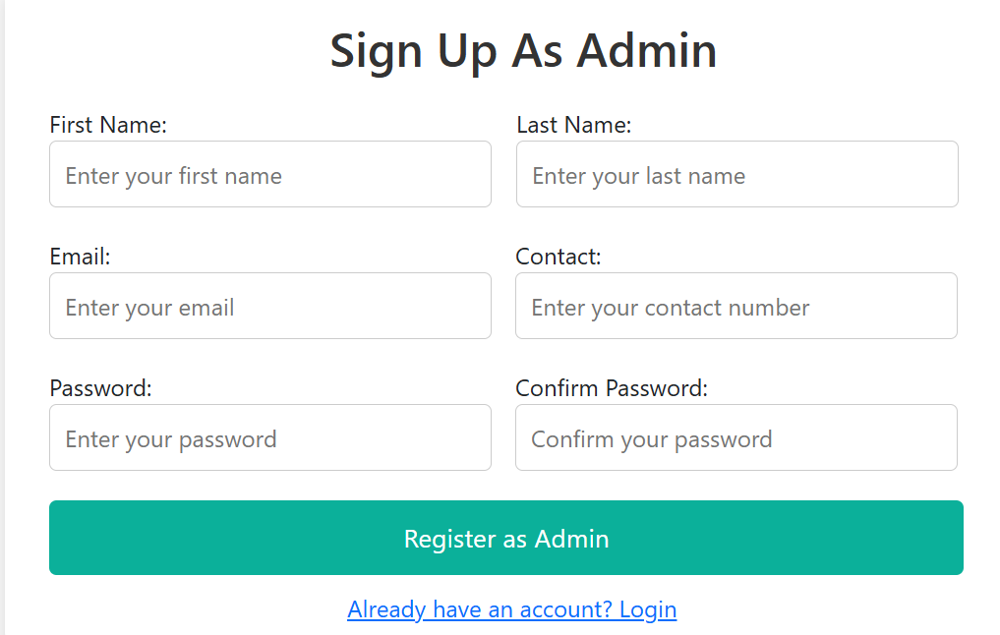 Sign Up As Admin
First Name:
Last Name:
Enter your first name
Enter your last name
Email:
Contact:
Enter your email
Enter your contact number
Password:
Confirm Password:
Enter your password
Confirm your password
Register as Admin
Already have an account? Login